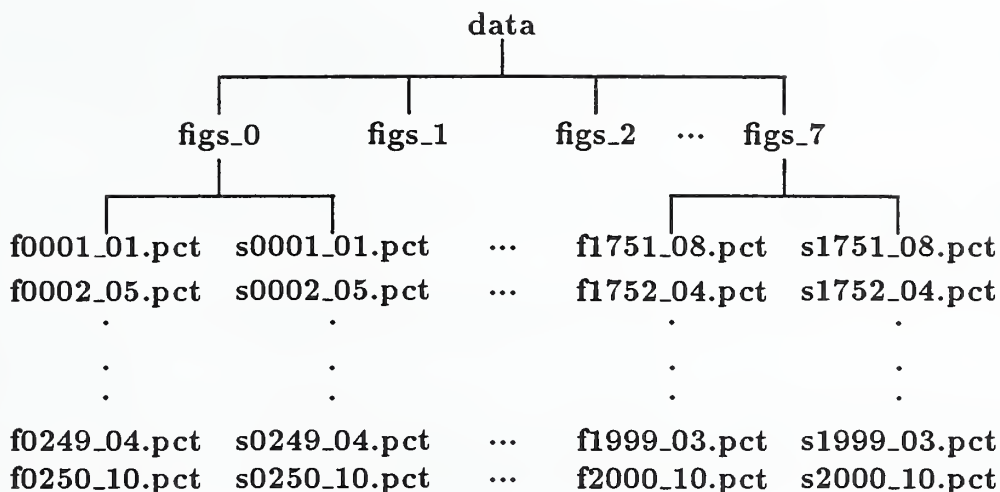 data
figs_0 figs_1 figs_2 ... figs_7
f0001_01.pct s0001_01.pct ... f1751_08.pct s1751_08.pct
f0002_05.pct s0002_05.pct ... f1752_04.pct s1752_04.pct
. . . .
. . . .
. . . .
f0249_04.pct s0249_04.pct ... f1999_03.pct s1999_03.pct
f0250_10.pct s0250_10.pct ... f2000_10.pct s2000_10.pct